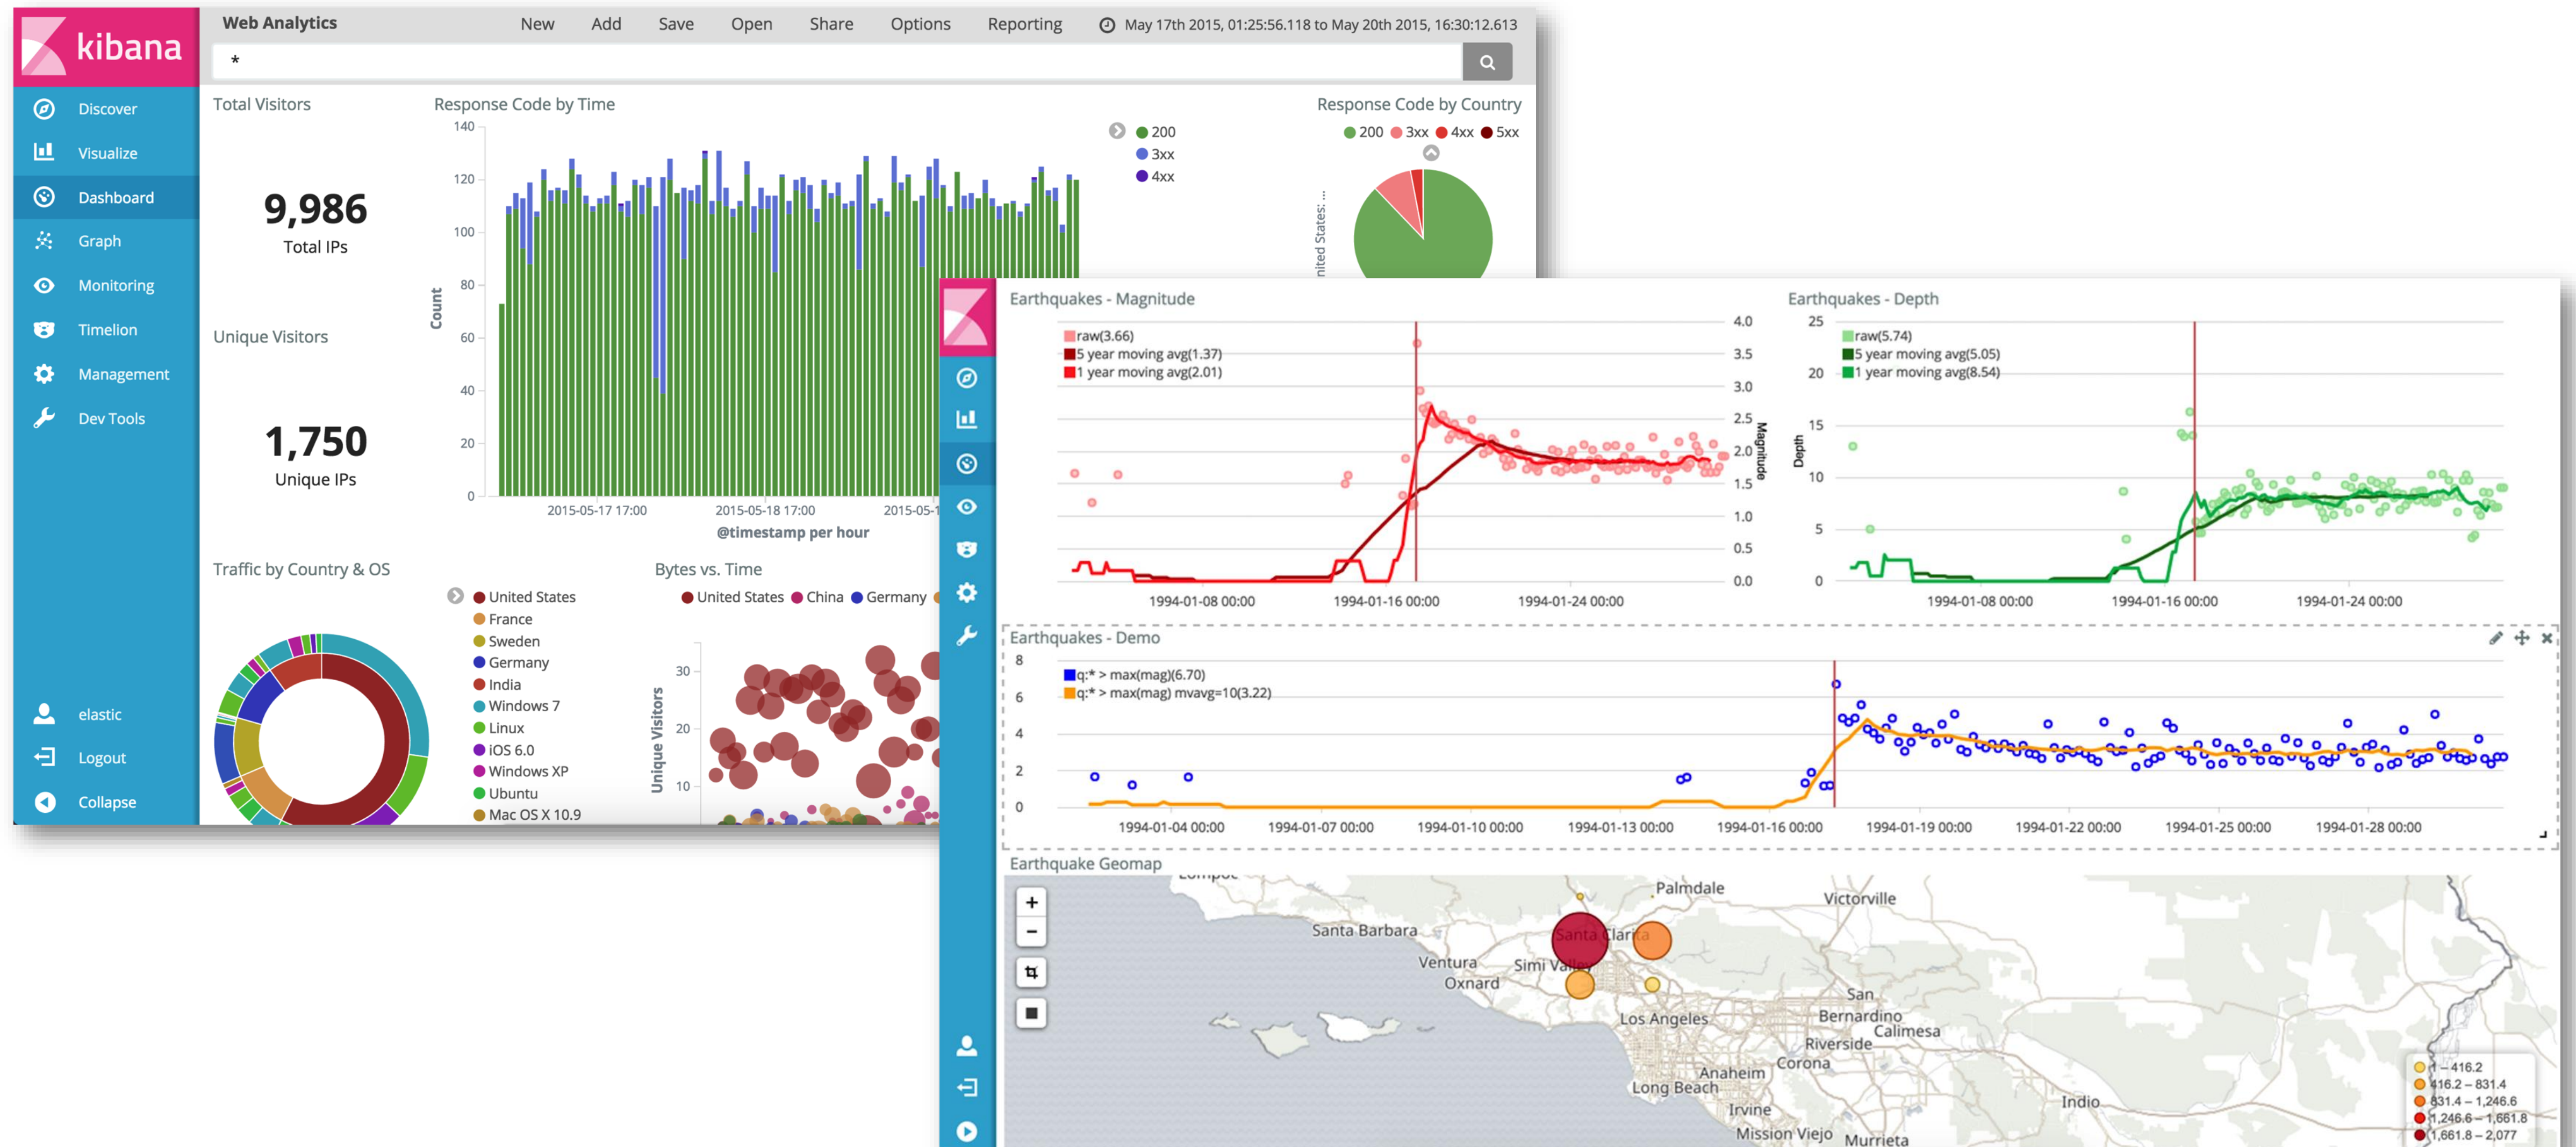 kibana
Discover
Visualize
Dashboard
Graph
Monitoring
Timelion
Management
Dev Tools
elastic
Logout
Collapse
Web Analytics
New Add Save Open Share Options Reporting May 17th 2015, 01:25:56.118 to May 20th 2015, 16:30:12.613
*
Total Visitors
9,986
Total IPs
Unique Visitors
1,750
Unique IPs
Response Code by Time
140
120
100
80
60
40
20
0
Count
2015-05-17 17:00 2015-05-18 17:00 2015-05-1
@timestamp per hour
200
3xx
4xx
Response Code by Country
200 3xx 4xx 5xx
nited States: ...
Traffic by Country & OS
United States
France
Sweden
Germany
India
Windows 7
Linux
iOS 6.0
Windows XP
Ubuntu
Mac OS X 10.9
Bytes vs. Time
United States China Germany
30
20
10
Unique Visitors
Earthquakes - Magnitude
raw(3.66)
5 year moving avg(1.37)
1 year moving avg(2.01)
4.0
3.5
3.0
2.5
2.0
1.5
1.0
0.5
0.0
Magnitude
1994-01-08 00:00 1994-01-16 00:00 1994-01-24 00:00
Earthquakes - Depth
25
20
15
10
5
0
Depth
raw(5.74)
5 year moving avg(5.05)
1 year moving avg(8.54)
1994-01-08 00:00 1994-01-16 00:00 1994-01-24 00:00
Earthquakes - Demo
8
6
4
2
0
q:* > max(mag)(6.70)
q:* > max(mag) mvavg=10(3.22)
1994-01-04 00:00 1994-01-07 00:00 1994-01-10 00:00 1994-01-13 00:00 1994-01-16 00:00 1994-01-19 00:00 1994-01-22 00:00 1994-01-25 00:00 1994-01-28 00:00
Earthquake Geomap
+
−
Lompoc
Palmdale
Victorville
Santa Barbara
Santa Clarita
Ventura
Simi Valley
Oxnard
San
Bernardino
Los Angeles
Calimesa
Riverside
Corona
Anaheim
Long Beach
Irvine
Indio
Mission Viejo
Murrieta
1 – 416.2
416.2 – 831.4
831.4 – 1,246.6
1,246.6 – 1,661.8
1,661.8 – 2,077